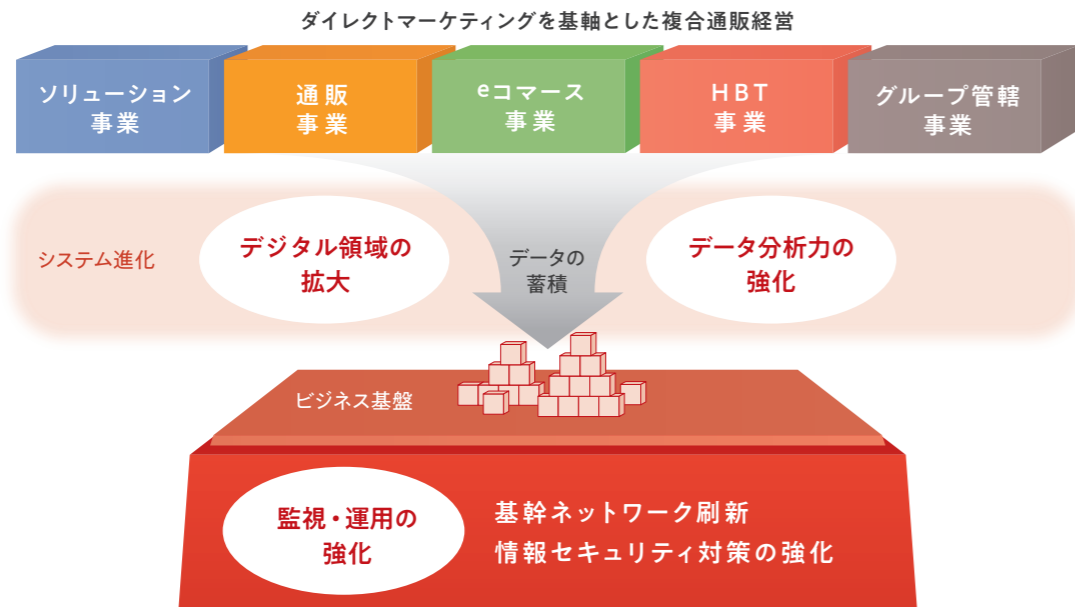 ダイレクトマーケティングを基軸とした複合通販経営
ソリューション
事業
通販
事業
eコマース
事業
HBT
事業
グループ管轄
事業
システム進化
デジタル領域の
拡大
データの
蓄積
データ分析力の
強化
ビジネス基盤
監視・運用の
強化
基幹ネットワーク刷新
情報セキュリティ対策の強化